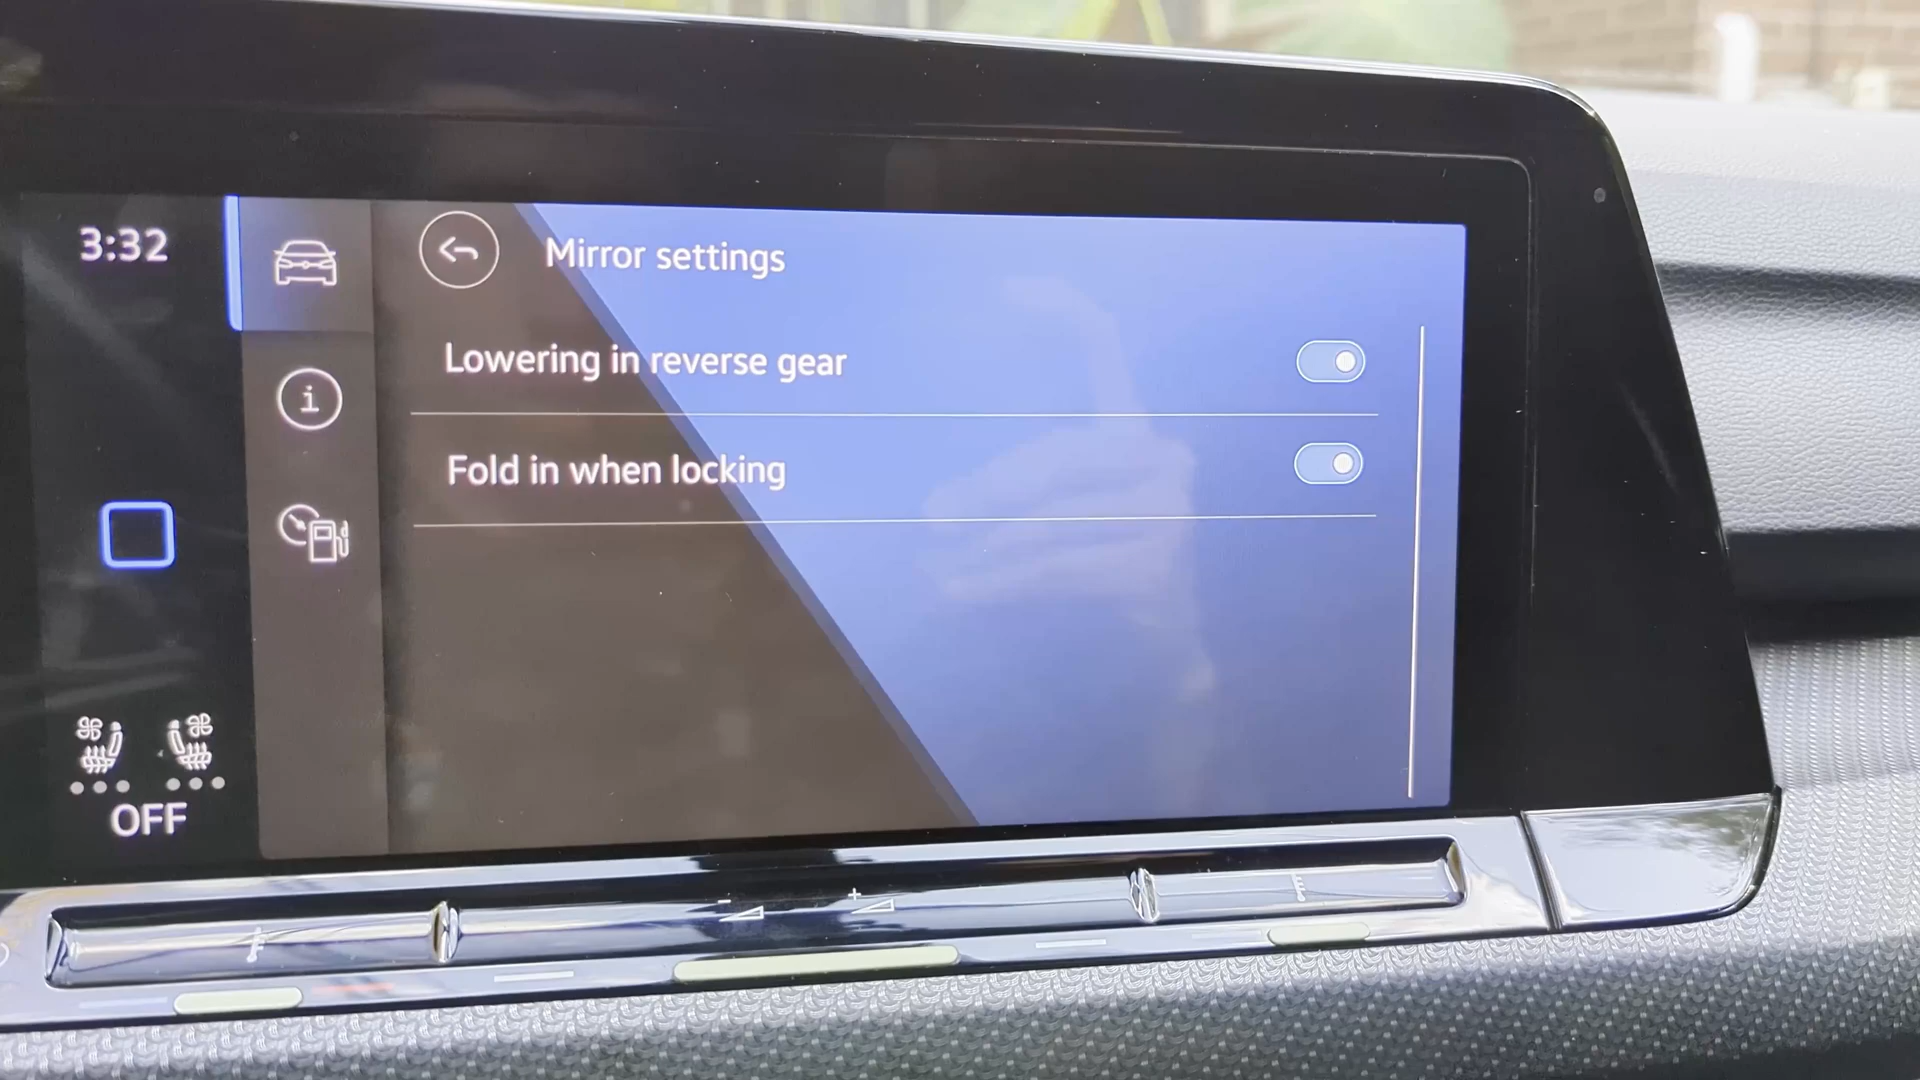 3:32
Mirror settings
Lowering in reverse gear
Fold in when locking
OFF